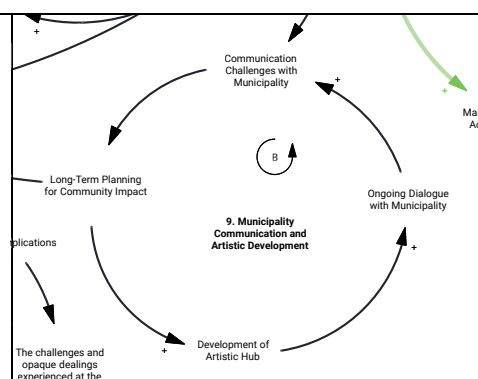 +
Communication
Challenges with
Municipality
+
+
Ma
Ac
B
Long-Term Planning
for Community Impact
Ongoing Dialogue
with Municipality
9. Municipality
Communication and
Artistic Development
plications
+
Development of
Artistic Hub
+
The challenges and
opaque dealings
experienced at the